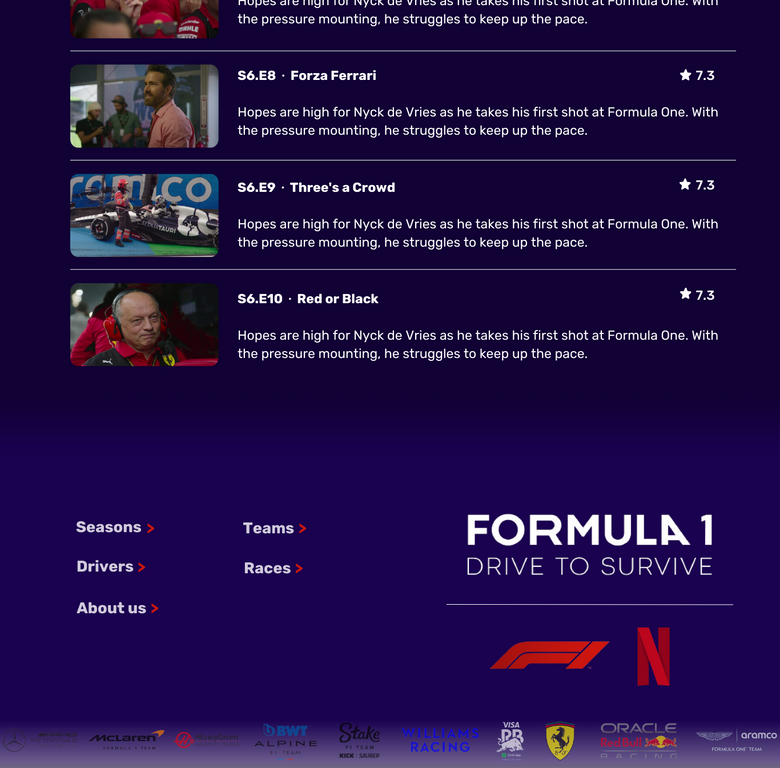 Hopes are high for Nyck de Vries as he takes his first shot at Formula One. With
the pressure mounting, he struggles to keep up the pace.
S6.E8 · Forza Ferrari
7.3
Hopes are high for Nyck de Vries as he takes his first shot at Formula One. With
the pressure mounting, he struggles to keep up the pace.
S6.E9 · Three's a Crowd
7.3
Hopes are high for Nyck de Vries as he takes his first shot at Formula One. With
the pressure mounting, he struggles to keep up the pace.
S6.E10 · Red or Black
7.3
Hopes are high for Nyck de Vries as he takes his first shot at Formula One. With
the pressure mounting, he struggles to keep up the pace.
Seasons >
Teams >
Drivers >
Races >
About us >
FORMULA 1
DRIVE TO SURVIVE
N
McLaren
FORMULA 1 TEAM
BWT
ALPINE
F1 TEAM
Stake
F1 TEAM
KICK SAUBER
WILLIAMS
RACING
VISA
RB
ORACLE
Red Bull
RACING
aramco
FORMULA ONE TEAM